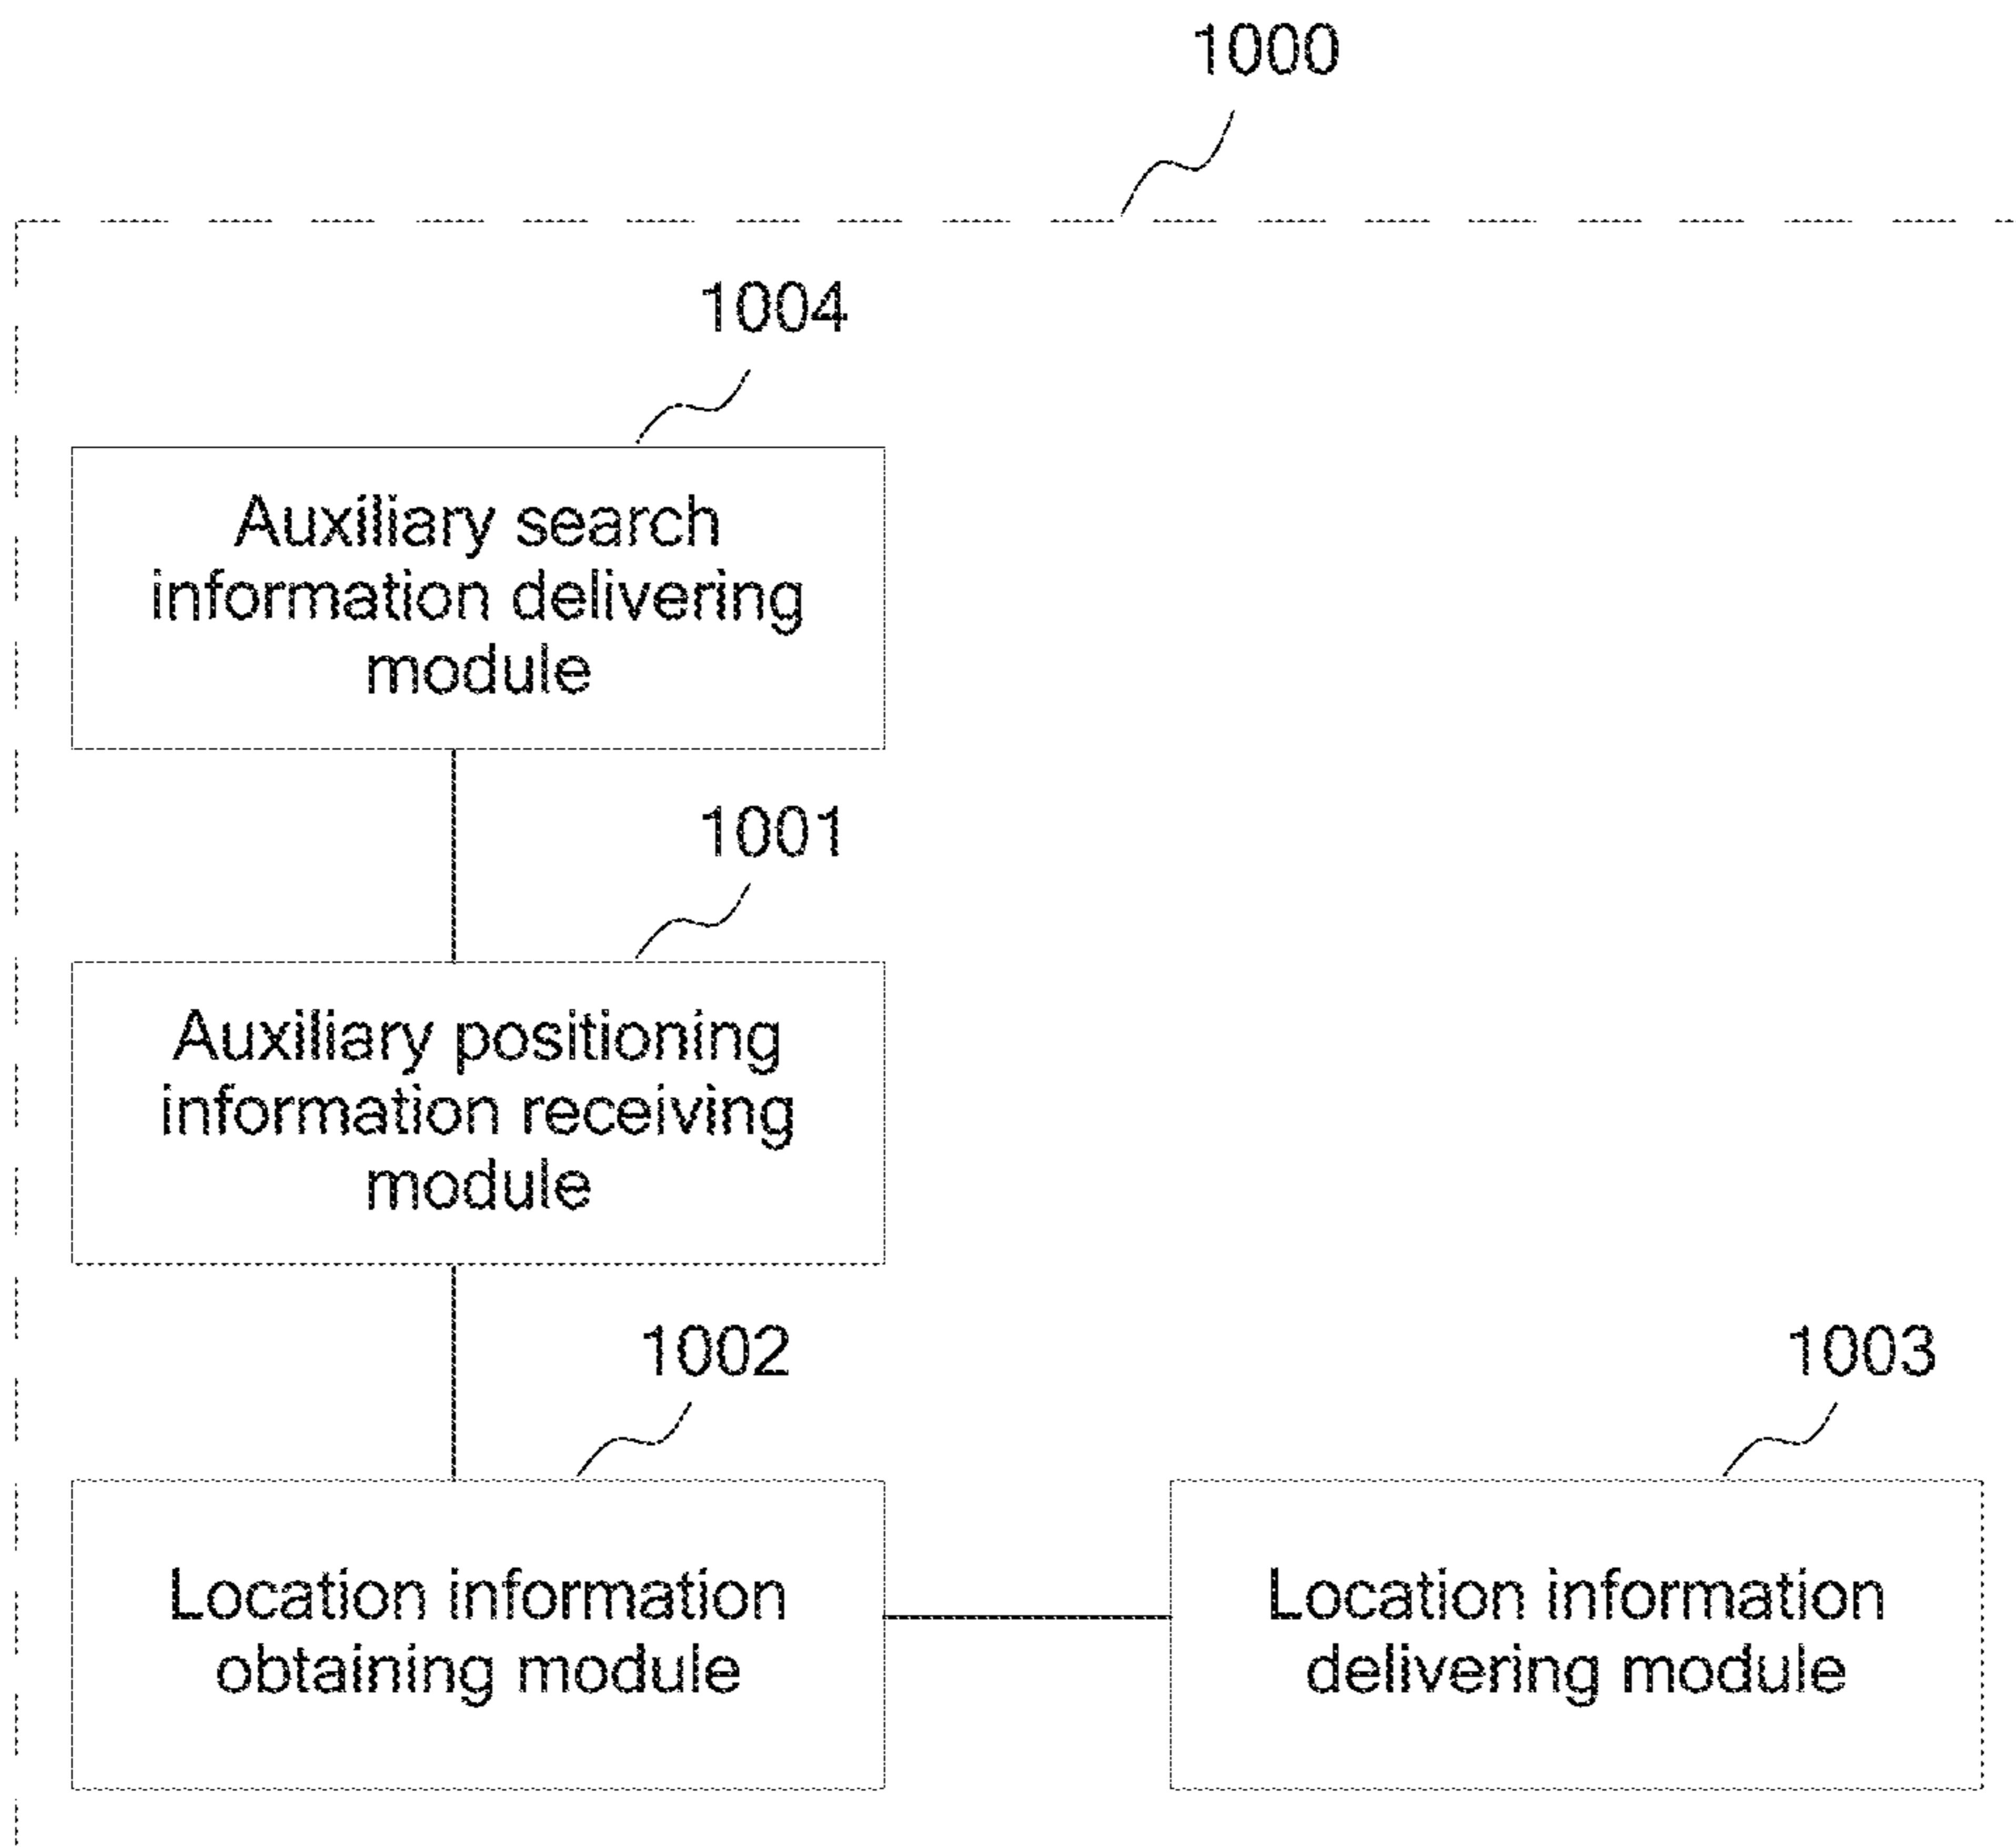 1000
1004
Auxiliary search
information delivering
module
1001
Auxiliary positioning
information receiving
module
1002
1003
Location information
obtaining module
Location information
delivering module